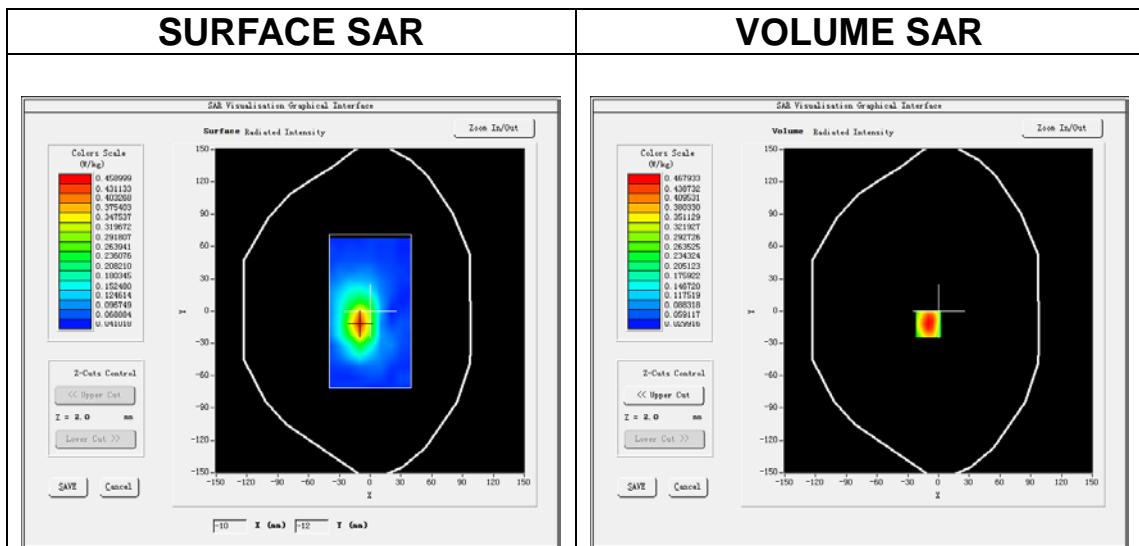 SURFACE SAR
VOLUME SAR
SAR Visualisation Graphical Interface
Surface Radiated Intensity
Zoom In/Out
Colors Scale
(W/kg)
0.458999
0.431133
0.403268
0.375403
0.347537
0.319672
0.291807
0.263941
0.236076
0.208210
0.180345
0.152480
0.124614
0.096749
0.068884
0.041018
150
120
90
60
30
0
-30
-60
-90
-120
-150
Y
-150 -120 -90 -60 -30 0 30 60 90 120 150
X
Z-Cuts Control
<< Upper Cut
Z = 2.0 mm
Lower Cut >>
SAVE Cancel
-10 X (mm) -12 Y (mm)
SAR Visualisation Graphical Interface
Volume Radiated Intensity
Zoom In/Out
Colors Scale
(W/kg)
0.467933
0.438732
0.409531
0.380330
0.351129
0.321927
0.292726
0.263525
0.234324
0.205123
0.175922
0.146720
0.117519
0.088318
0.059117
0.029916
150
120
90
60
30
0
-30
-60
-90
-120
-150
Y
-150 -120 -90 -60 -30 0 30 60 90 120 150
X
Z-Cuts Control
<< Upper Cut
Z = 2.0 mm
Lower Cut >>
SAVE Cancel